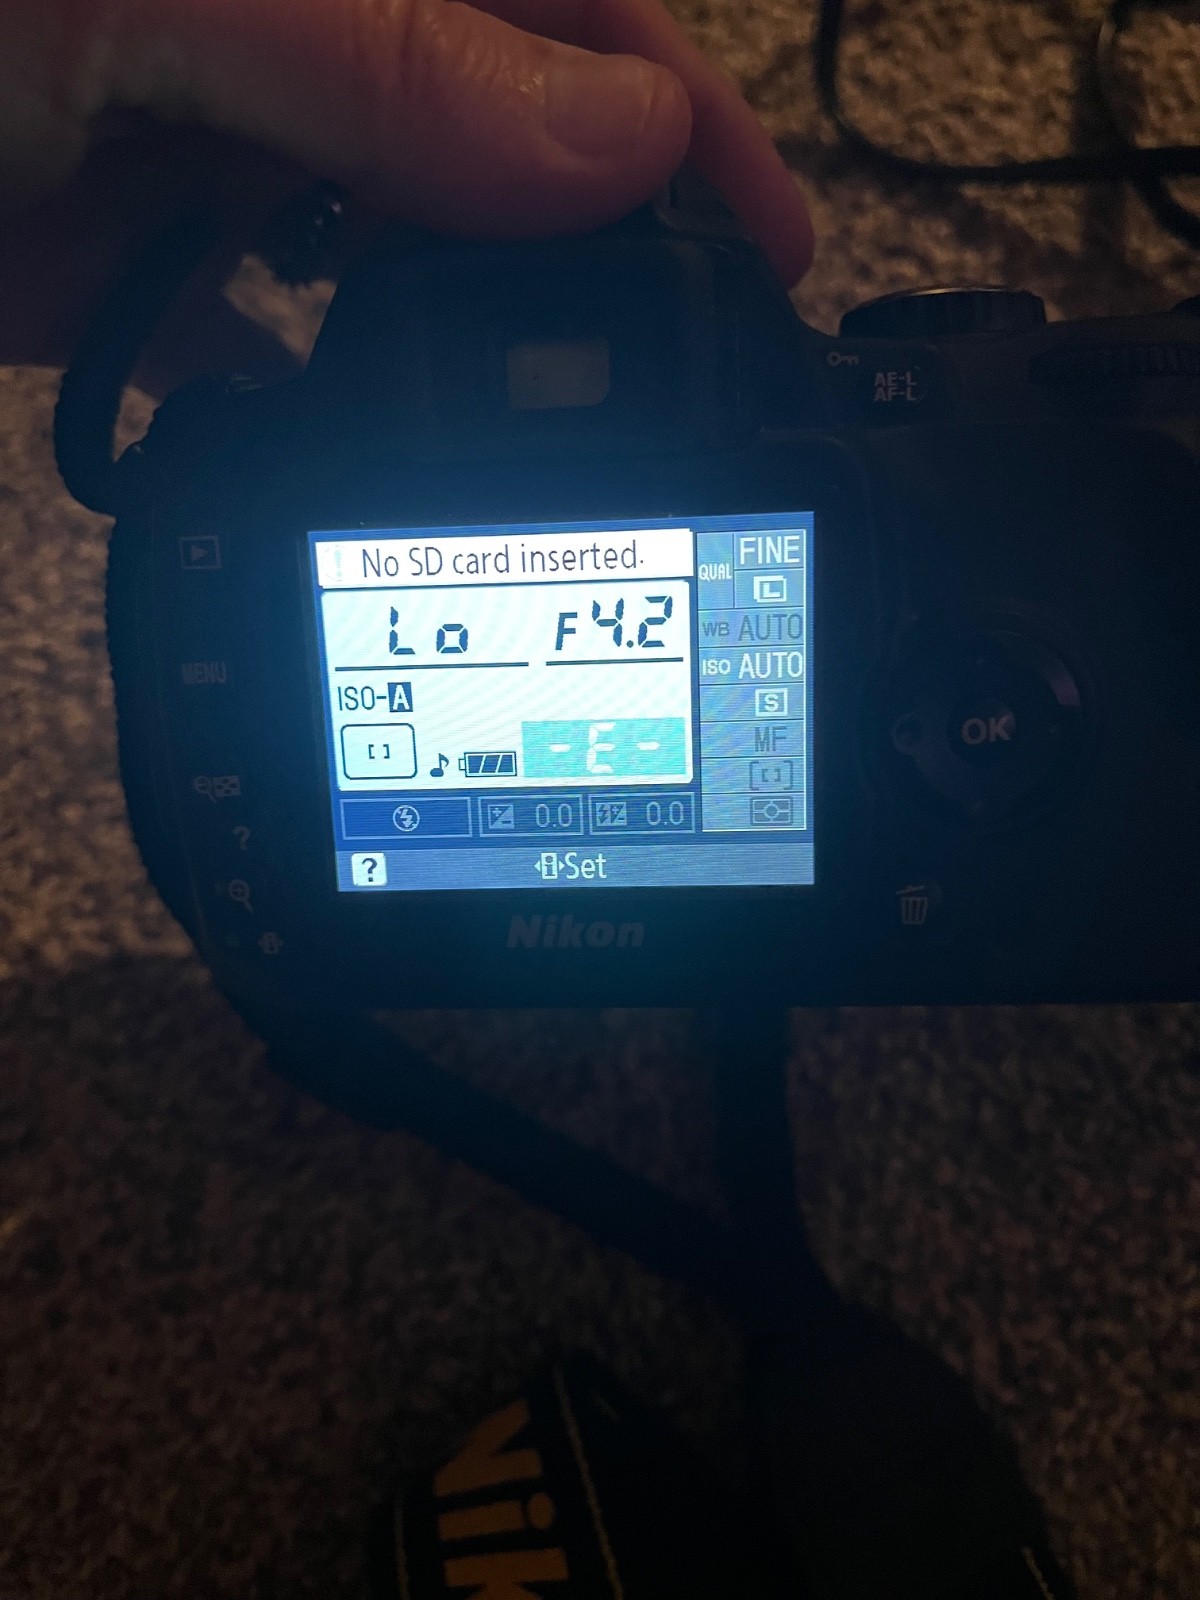 AE-L
AF-L
No SD card inserted.
Lo F4.2
ISO-A
[ ]
-E-
0.0 0.0
? Set
QUAL FINE
L
WB AUTO
ISO AUTO
S
MF
[ ]
MENU
?
OK
Nikon
Nik